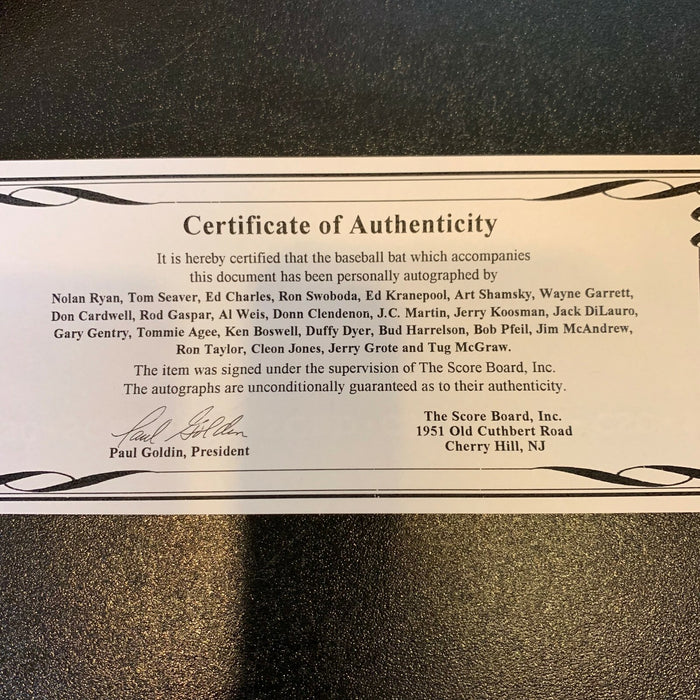 Certificate of Authenticity
It is hereby certified that the baseball bat which accompanies
this document has been personally autographed by
Nolan Ryan, Tom Seaver, Ed Charles, Ron Swoboda, Ed Kranepool, Art Shamsky, Wayne Garrett,
Don Cardwell, Rod Gaspar, Al Weis, Donn Clendenon, J.C. Martin, Jerry Koosman, Jack DiLauro,
Gary Gentry, Tommie Agee, Ken Boswell, Duffy Dyer, Bud Harrelson, Bob Pfeil, Jim McAndrew,
Ron Taylor, Cleon Jones, Jerry Grote and Tug McGraw.
The item was signed under the supervision of The Score Board, Inc.
The autographs are unconditionally guaranteed as to their authenticity.
Paul Goldin
Paul Goldin, President
The Score Board, Inc.
1951 Old Cuthbert Road
Cherry Hill, NJ